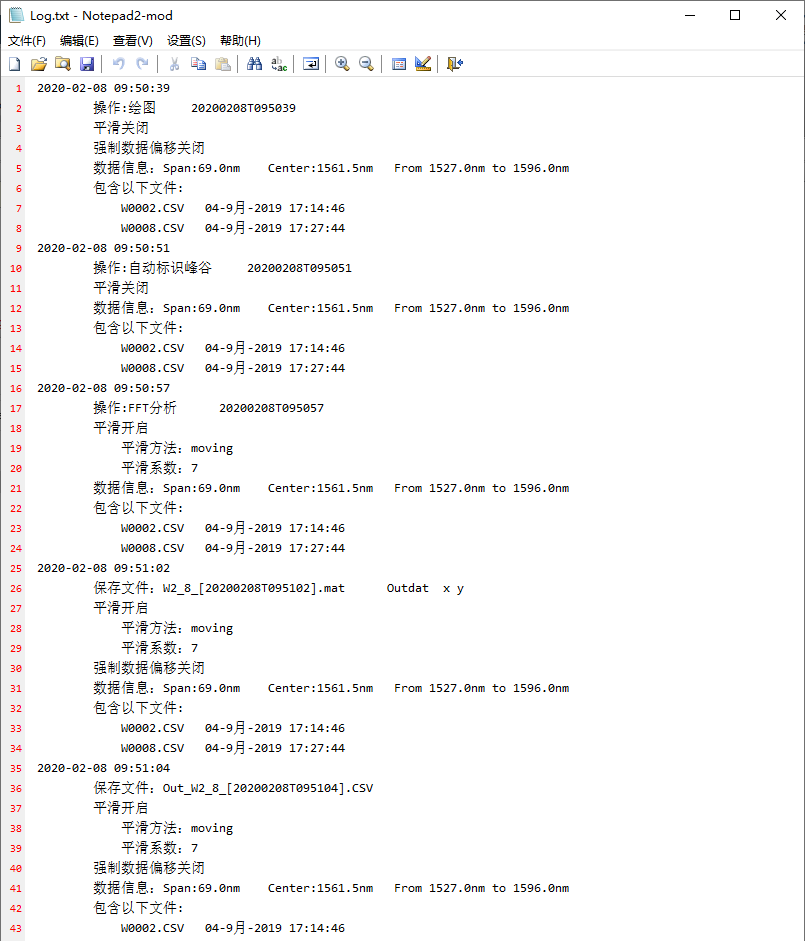 Log.txt - Notepad2-mod
文件(F) 编辑(E) 查看(V) 设置(S) 帮助(H)
1 2020-02-08 09:50:39
2 操作:绘图 20200208T095039
3 平滑关闭
4 强制数据偏移关闭
5 数据信息：Span:69.0nm Center:1561.5nm From 1527.0nm to 1596.0nm
6 包含以下文件:
7 W0002.CSV 04-9月-2019 17:14:46
8 W0008.CSV 04-9月-2019 17:27:44
9 2020-02-08 09:50:51
10 操作:自动标识峰谷 20200208T095051
11 平滑关闭
12 数据信息：Span:69.0nm Center:1561.5nm From 1527.0nm to 1596.0nm
13 包含以下文件:
14 W0002.CSV 04-9月-2019 17:14:46
15 W0008.CSV 04-9月-2019 17:27:44
16 2020-02-08 09:50:57
17 操作:FFT分析 20200208T095057
18 平滑开启
19 平滑方法：moving
20 平滑系数：7
21 数据信息：Span:69.0nm Center:1561.5nm From 1527.0nm to 1596.0nm
22 包含以下文件:
23 W0002.CSV 04-9月-2019 17:14:46
24 W0008.CSV 04-9月-2019 17:27:44
25 2020-02-08 09:51:02
26 保存文件：W2_8_[20200208T095102].mat Outdat x y
27 平滑开启
28 平滑方法：moving
29 平滑系数：7
30 强制数据偏移关闭
31 数据信息：Span:69.0nm Center:1561.5nm From 1527.0nm to 1596.0nm
32 包含以下文件:
33 W0002.CSV 04-9月-2019 17:14:46
34 W0008.CSV 04-9月-2019 17:27:44
35 2020-02-08 09:51:04
36 保存文件：Out_W2_8_[20200208T095104].CSV
37 平滑开启
38 平滑方法：moving
39 平滑系数：7
40 强制数据偏移关闭
41 数据信息：Span:69.0nm Center:1561.5nm From 1527.0nm to 1596.0nm
42 包含以下文件:
43 W0002.CSV 04-9月-2019 17:14:46